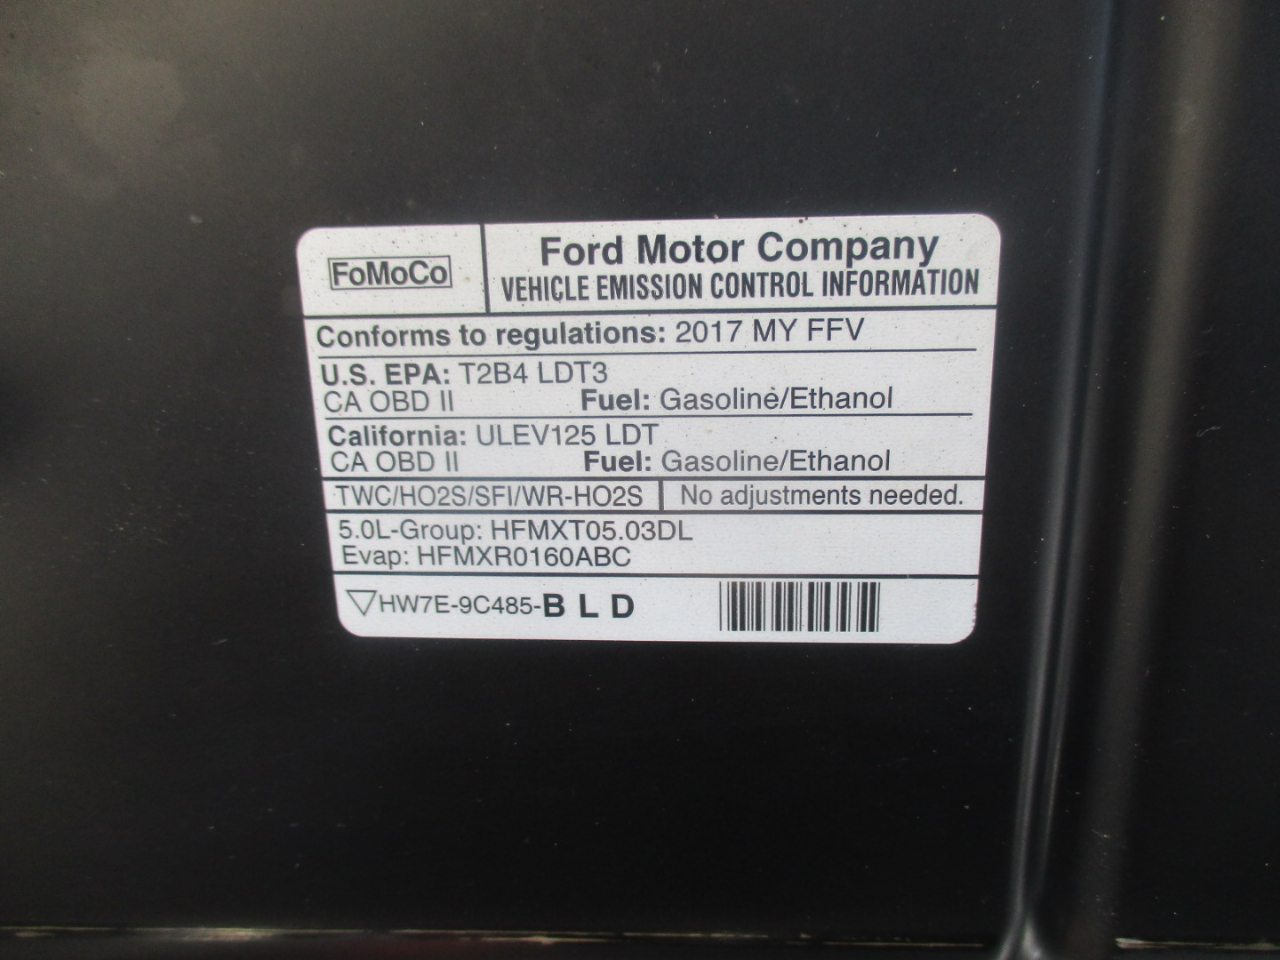 FoMoCo
Ford Motor Company
VEHICLE EMISSION CONTROL INFORMATION
Conforms to regulations: 2017 MY FFV
U.S. EPA: T2B4 LDT3
CA OBD II Fuel: Gasoline/Ethanol
California: ULEV125 LDT
CA OBD II Fuel: Gasoline/Ethanol
TWC/HO2S/SFI/WR-HO2S No adjustments needed.
5.0L-Group: HFMXT05.03DL
Evap: HFMXR0160ABC
HW7E-9C485-B L D